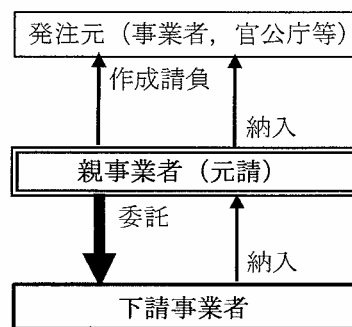 発注元（事業者，官公庁等）
作成請負
納入
親事業者（元請）
委託
納入
下請事業者